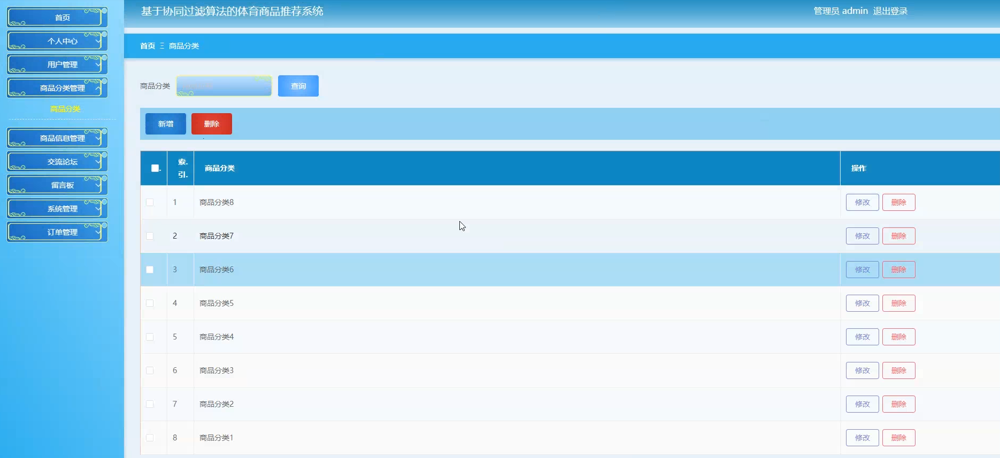 基于协同过滤算法的体育商品推荐系统
管理员 admin 退出登录
首页
个人中心
用户管理
商品分类管理
商品分类
商品信息管理
交流论坛
留言板
系统管理
订单管理
首页 Ξ 商品分类
商品分类
查询
新增 删除
索.
引.
商品分类 操作
1 商品分类8 修改 删除
2 商品分类7 修改 删除
3 商品分类6 修改 删除
4 商品分类5 修改 删除
5 商品分类4 修改 删除
6 商品分类3 修改 删除
7 商品分类2 修改 删除
8 商品分类1 修改 删除